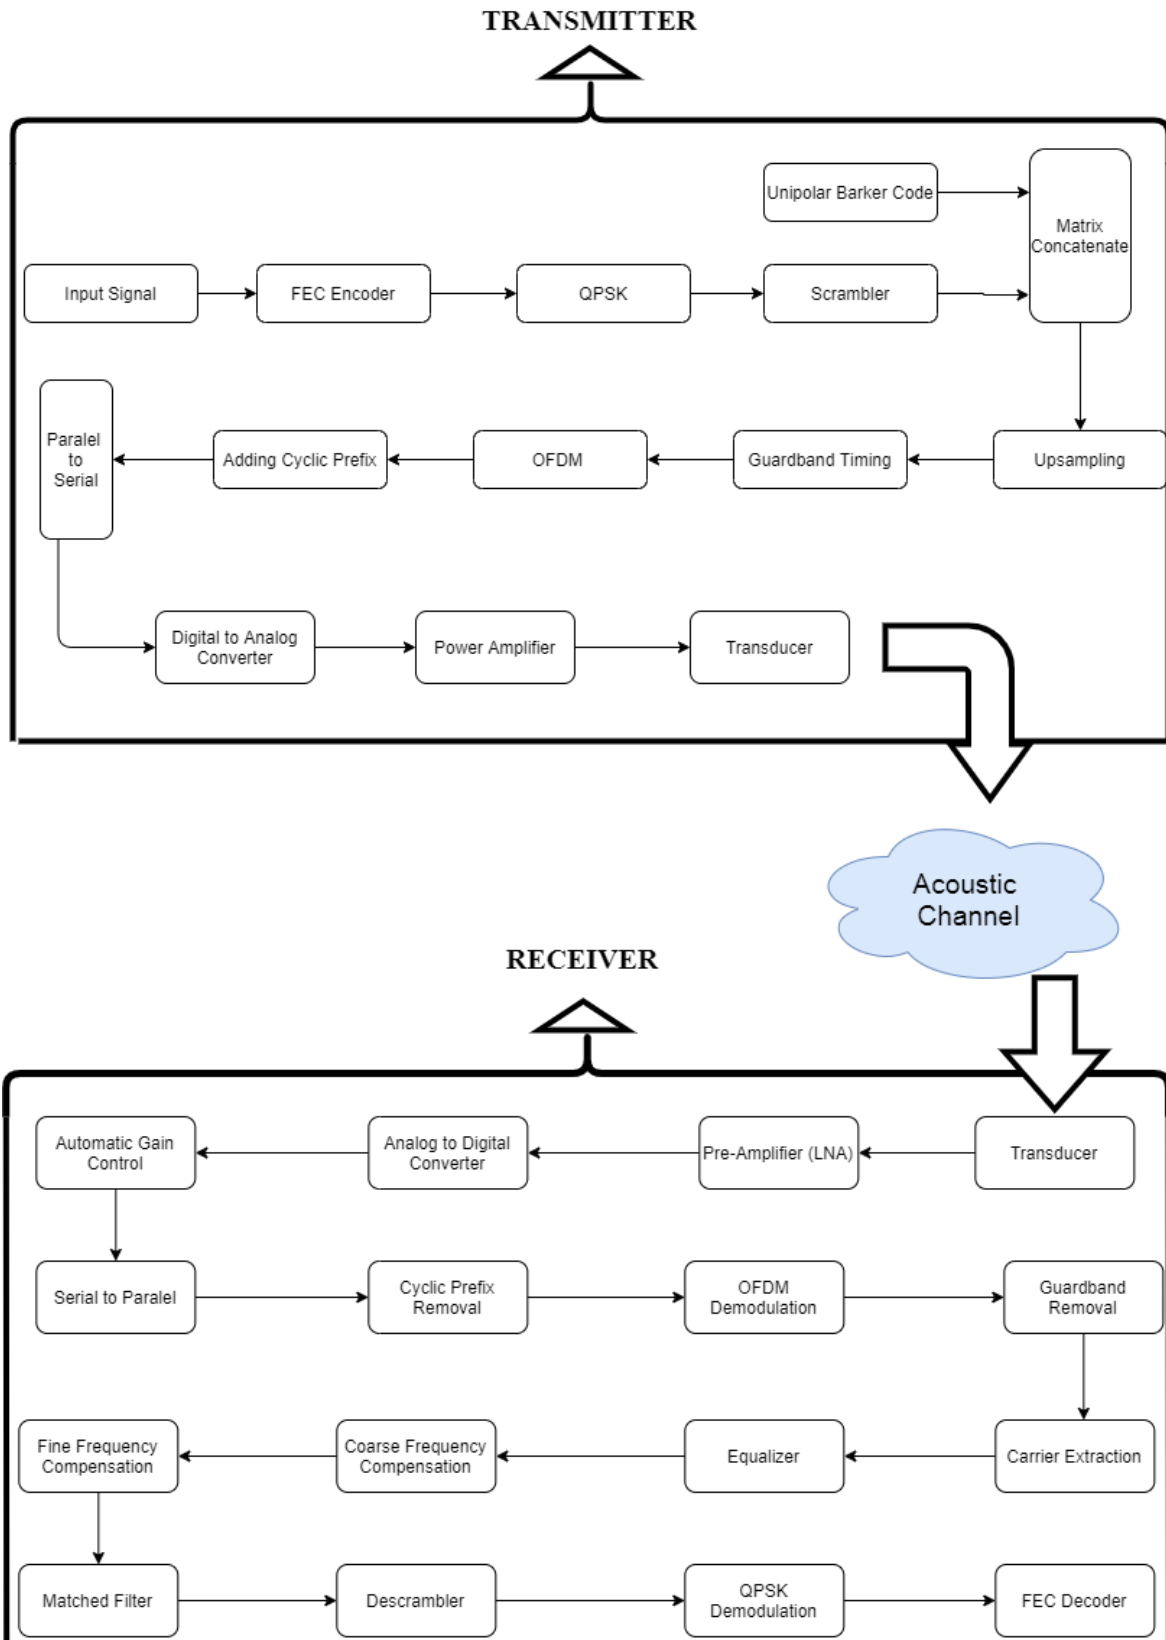 TRANSMITTER
Unipolar Barker Code
Matrix
Concatenate
Input Signal
FEC Encoder
QPSK
Scrambler
Paralel
to
Serial
Adding Cyclic Prefix
OFDM
Guardband Timing
Upsampling
Digital to Analog
Converter
Power Amplifier
Transducer
Acoustic
Channel
RECEIVER
Automatic Gain
Control
Analog to Digital
Converter
Pre-Amplifier (LNA)
Transducer
Serial to Paralel
Cyclic Prefix
Removal
OFDM
Demodulation
Guardband
Removal
Fine Frequency
Compensation
Coarse Frequency
Compensation
Equalizer
Carrier Extraction
Matched Filter
Descrambler
QPSK
Demodulation
FEC Decoder